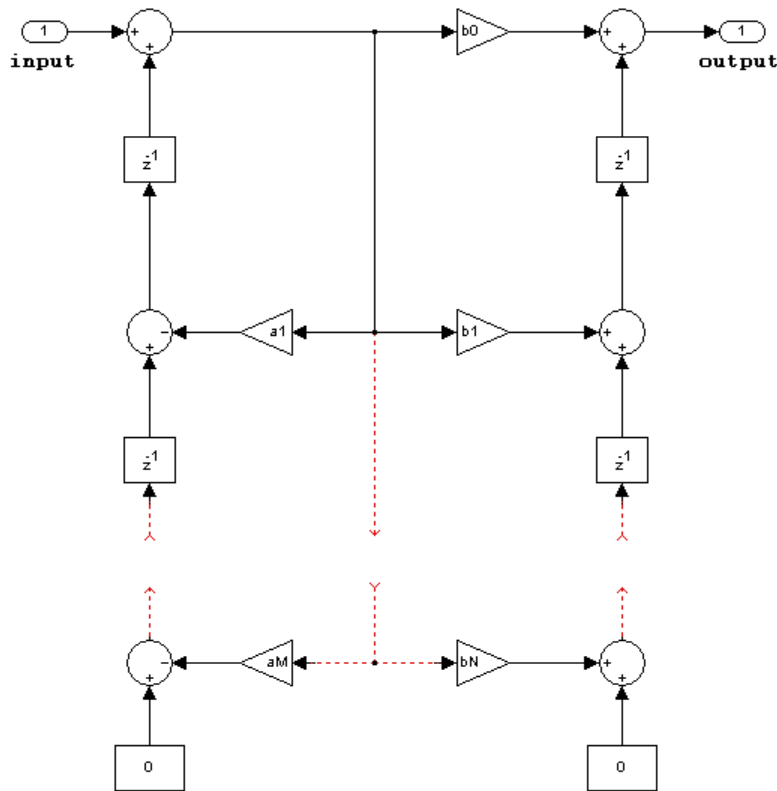 1 + + b0 + + 1
input output
z-1 z-1
- + a1 b1 + +
z-1 z-1
- + aM bN + +
0 0